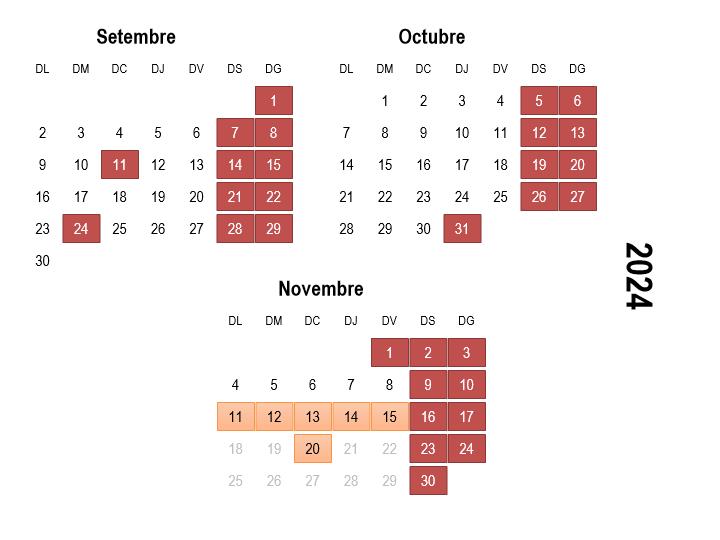 Setembre
DL DM DC DJ DV DS DG
1
2 3 4 5 6 7 8
9 10 11 12 13 14 15
16 17 18 19 20 21 22
23 24 25 26 27 28 29
30
Octubre
DL DM DC DJ DV DS DG
1 2 3 4 5 6
7 8 9 10 11 12 13
14 15 16 17 18 19 20
21 22 23 24 25 26 27
28 29 30 31
2024
Novembre
DL DM DC DJ DV DS DG
1 2 3
4 5 6 7 8 9 10
11 12 13 14 15 16 17
18 19 20 21 22 23 24
25 26 27 28 29 30